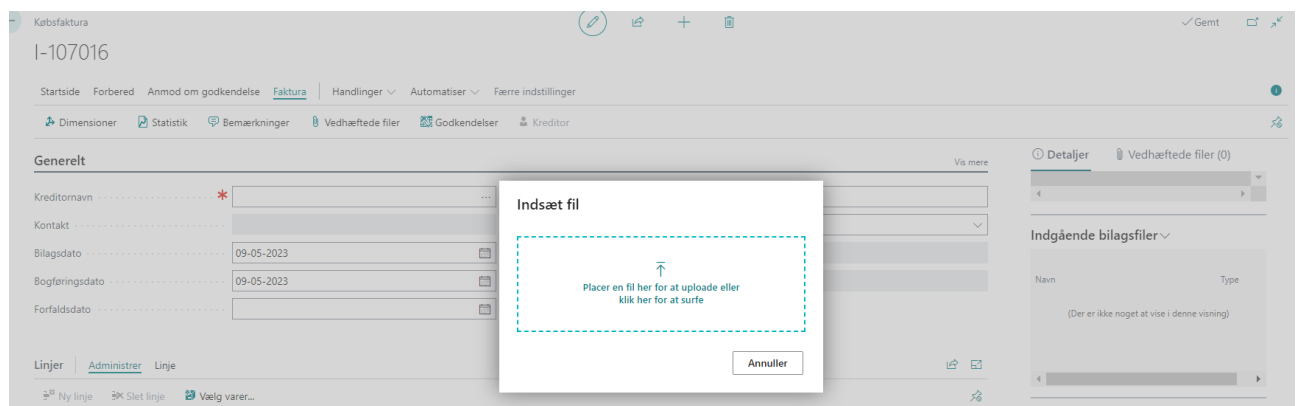 Købsfaktura
Gemt
I-107016
Startside Forbered Anmod om godkendelse Faktura Handlinger Automatiser Færre indstillinger
Dimensioner Statistik Bemærkninger Vedhæftede filer Godkendelser Kreditor
Generelt
Vis mere
Kreditornavn
Kontakt
Bilagsdato 09-05-2023
Bogføringsdato 09-05-2023
Forfaldsdato
Indsæt fil
Placer en fil her for at uploade eller
klik her for at surfe
Annuller
Detaljer Vedhæftede filer (0)
Indgående bilagsfiler
Navn Type
(Der er ikke noget at vise i denne visning)
Linjer Administrer Linje
Ny linje Slet linje Vælg varer...